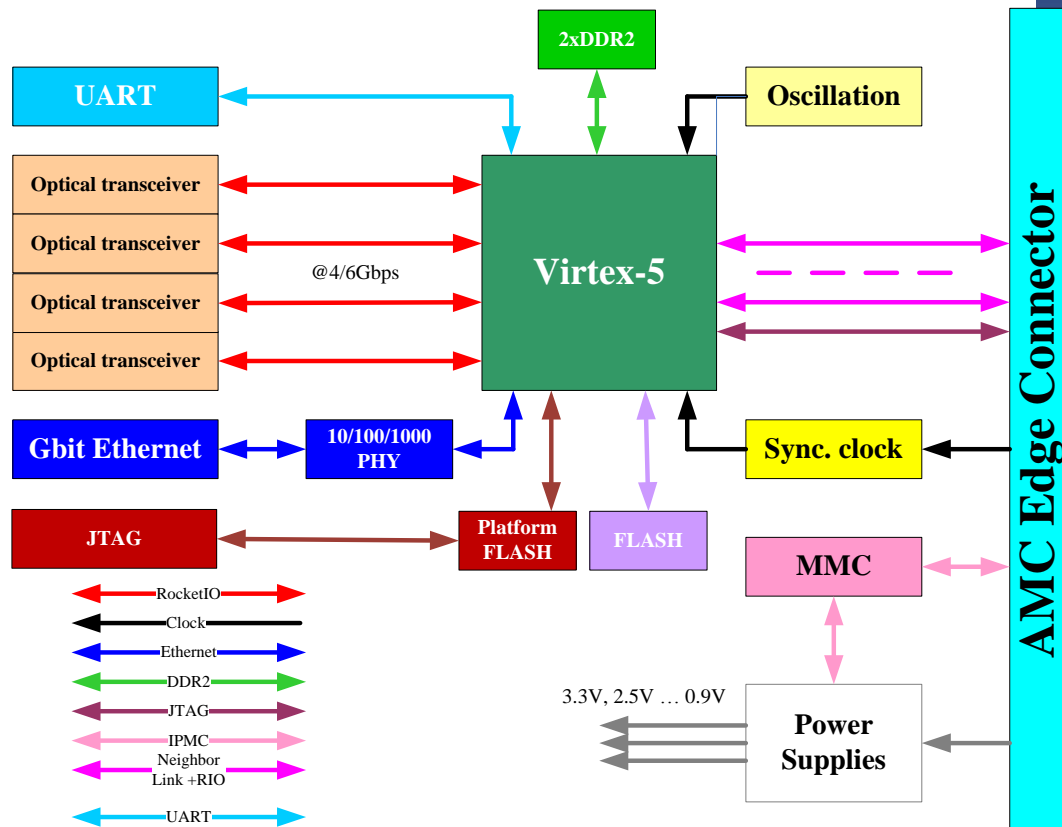 2xDDR2
UART
Oscillation
Optical transceiver
Optical transceiver
@4/6Gbps
Optical transceiver
Optical transceiver
Virtex-5
Gbit Ethernet
10/100/1000
PHY
Sync. clock
JTAG
Platform
FLASH
FLASH
MMC
AMC Edge Connector
RocketIO
Clock
Ethernet
DDR2
JTAG
IPMC
Neighbor
Link +RIO
UART
3.3V, 2.5V … 0.9V
Power
Supplies